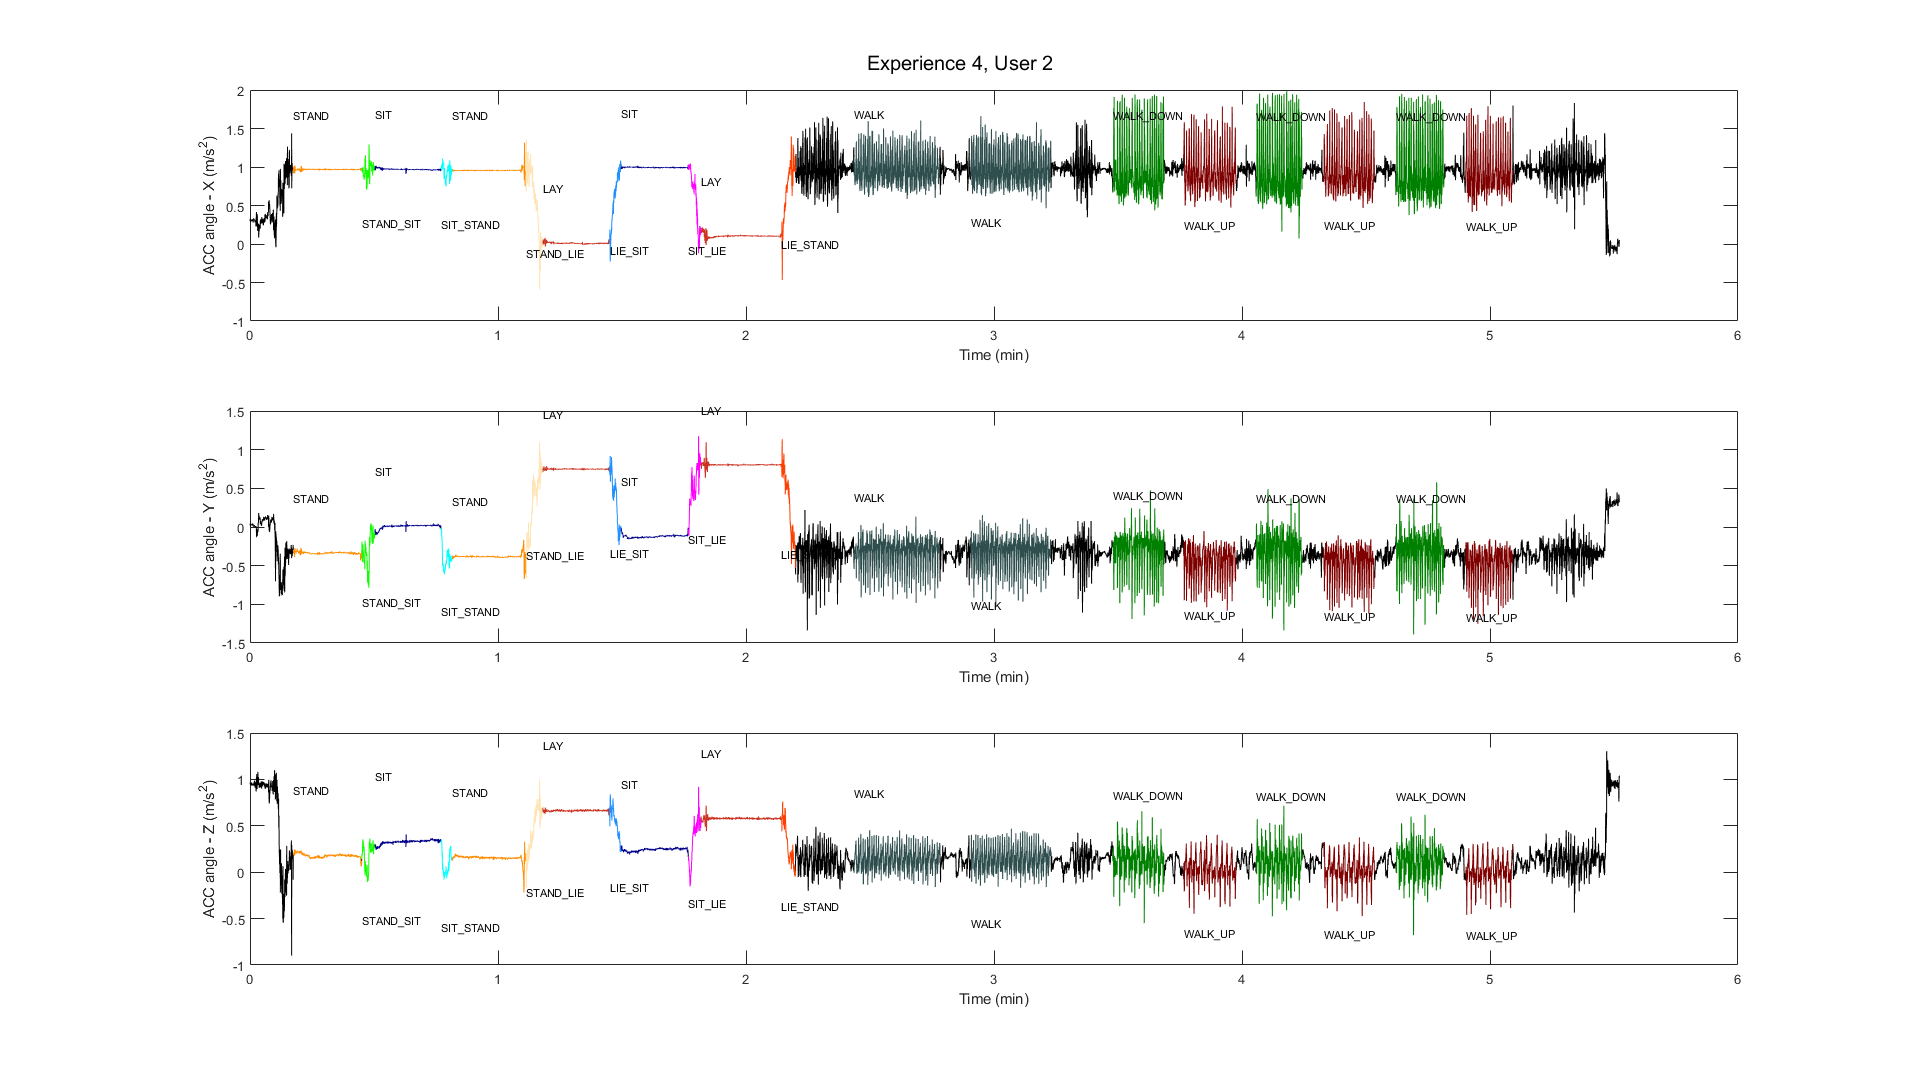 Experience 4, User 2
ACC angle - X (m/s²)
2
1.5
1
0.5
0
-0.5
-1
STAND
SIT
STAND
SIT
WALK
WALK_DOWN
WALK_DOWN
WALK_DOWN
LAY
LAY
STAND_SIT
SIT_STAND
WALK
WALK_UP
WALK_UP
WALK_UP
STAND_LIE
LIE_SIT
SIT_LIE
LIE_STAND
0 1 2 3 4 5 6
Time (min)
ACC angle - Y (m/s²)
1.5
1
0.5
0
-0.5
-1
-1.5
LAY
LAY
SIT
SIT
STAND
STAND
WALK
WALK_DOWN
WALK_DOWN
WALK_DOWN
STAND_LIE
LIE_SIT
SIT_LIE
LIE
STAND_SIT
SIT_STAND
WALK
WALK_UP
WALK_UP
WALK_UP
0 1 2 3 4 5 6
Time (min)
ACC angle - Z (m/s²)
1.5
1
0.5
0
-0.5
-1
LAY
LAY
STAND
SIT
STAND
SIT
WALK
WALK_DOWN
WALK_DOWN
WALK_DOWN
STAND_LIE
LIE_SIT
SIT_LIE
LIE_STAND
STAND_SIT
SIT_STAND
WALK
WALK_UP
WALK_UP
WALK_UP
0 1 2 3 4 5 6
Time (min)